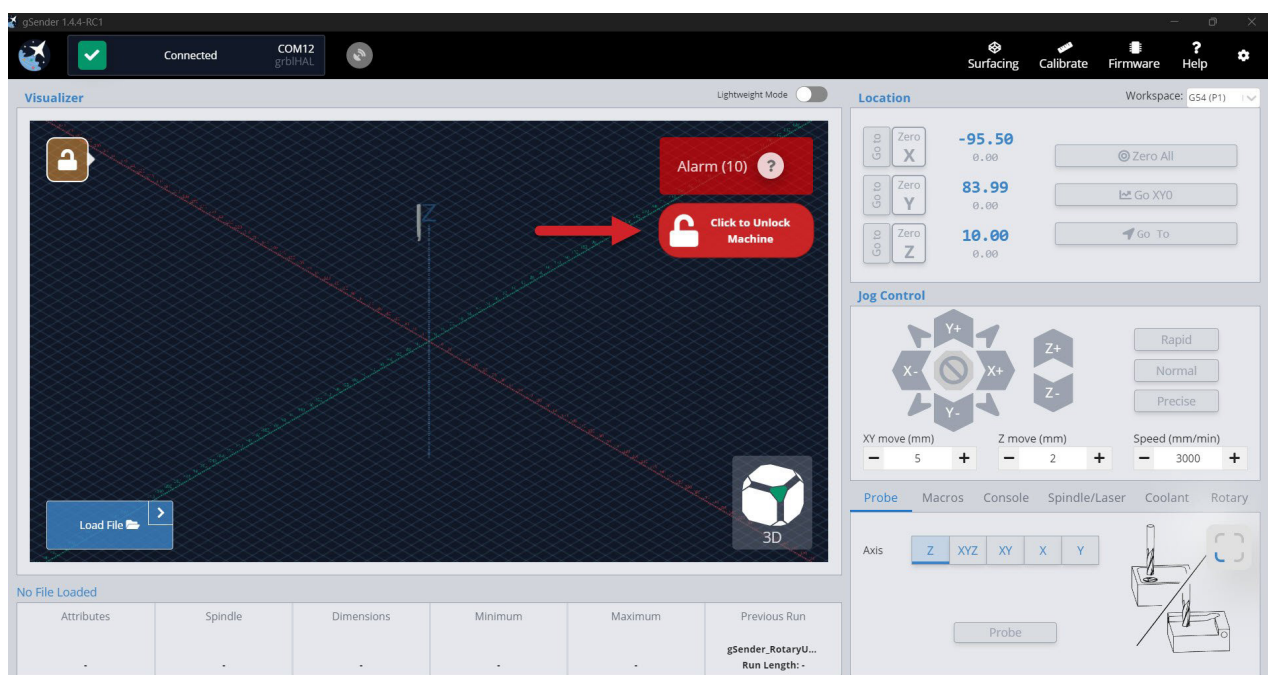 gSender 1.4.4-RC1
Connected
COM12
grblHAL
Surfacing
Calibrate
Firmware
?
Help
Visualizer
Lightweight Mode
Alarm (10) ?
Click to Unlock
Machine
Z
Load File
3D
Location
Workspace: G54 (P1)
Go to
Zero
X
-95.50
0.00
Zero All
Go to
Zero
Y
83.99
0.00
Go XY0
Go to
Zero
Z
10.00
0.00
Go To
Jog Control
Y+
X-
X+
Y-
Z+
Z-
Rapid
Normal
Precise
XY move (mm)
Z move (mm)
Speed (mm/min)
− 5 +
− 2 +
− 3000 +
Probe Macros Console Spindle/Laser Coolant Rotary
Axis Z XYZ XY X Y
Probe
No File Loaded
Attributes Spindle Dimensions Minimum Maximum Previous Run
gSender_RotaryU...
- - - - - Run Length: -